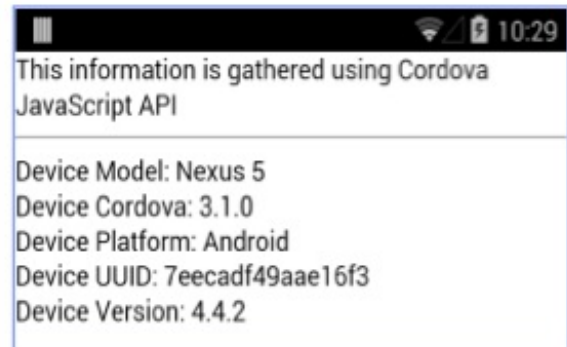 10:29
This information is gathered using Cordova
JavaScript API
Device Model: Nexus 5
Device Cordova: 3.1.0
Device Platform: Android
Device UUID: 7eecadf49aae16f3
Device Version: 4.4.2